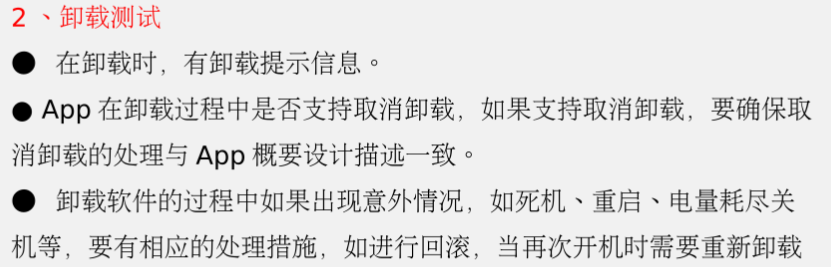 2 、卸载测试
● 在卸载时，有卸载提示信息。
● App 在卸载过程中是否支持取消卸载，如果支持取消卸载，要确保取
消卸载的处理与 App 概要设计描述一致。
● 卸载软件的过程中如果出现意外情况，如死机、重启、电量耗尽关
机等，要有相应的处理措施，如进行回滚，当再次开机时需要重新卸载